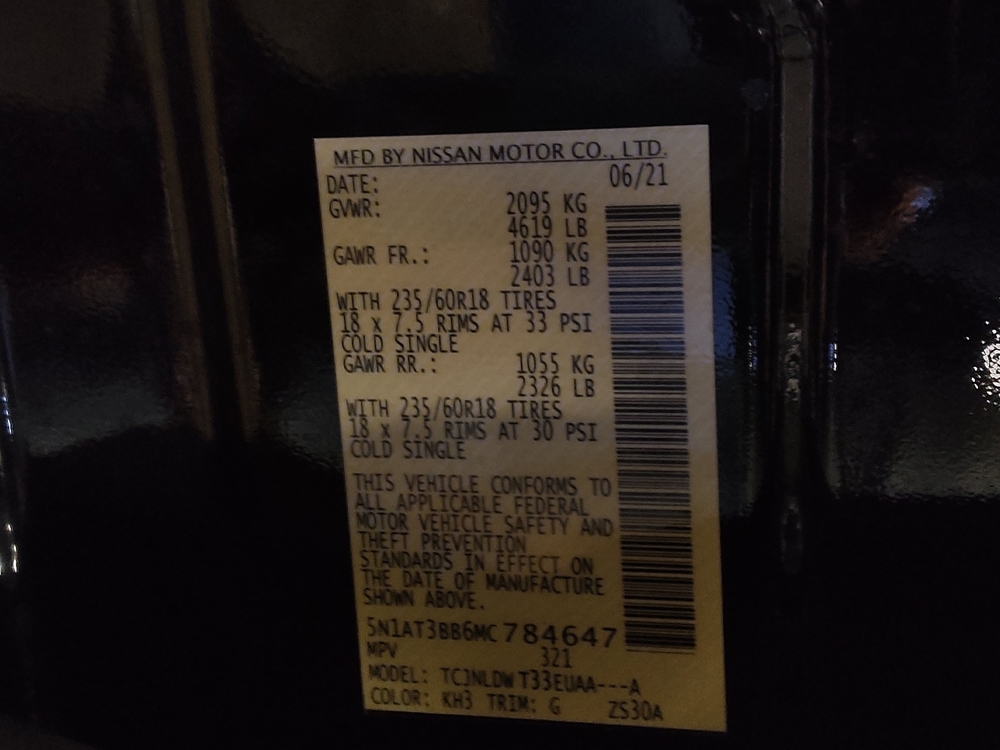 MFD BY NISSAN MOTOR CO., LTD.
DATE: 06/21
GVWR: 2095 KG
4619 LB
GAWR FR.: 1090 KG
2403 LB
WITH 235/60R18 TIRES
18 x 7.5 RIMS AT 33 PSI
COLD SINGLE
GAWR RR.: 1055 KG
2326 LB
WITH 235/60R18 TIRES
18 x 7.5 RIMS AT 30 PSI
COLD SINGLE
THIS VEHICLE CONFORMS TO
ALL APPLICABLE FEDERAL
MOTOR VEHICLE SAFETY AND
THEFT PREVENTION
STANDARDS IN EFFECT ON
THE DATE OF MANUFACTURE
SHOWN ABOVE.
5N1AT3BB6MC784647
MPV 321
MODEL: TCJNLDWT33EUAA---A
COLOR: KH3 TRIM: G ZS30A